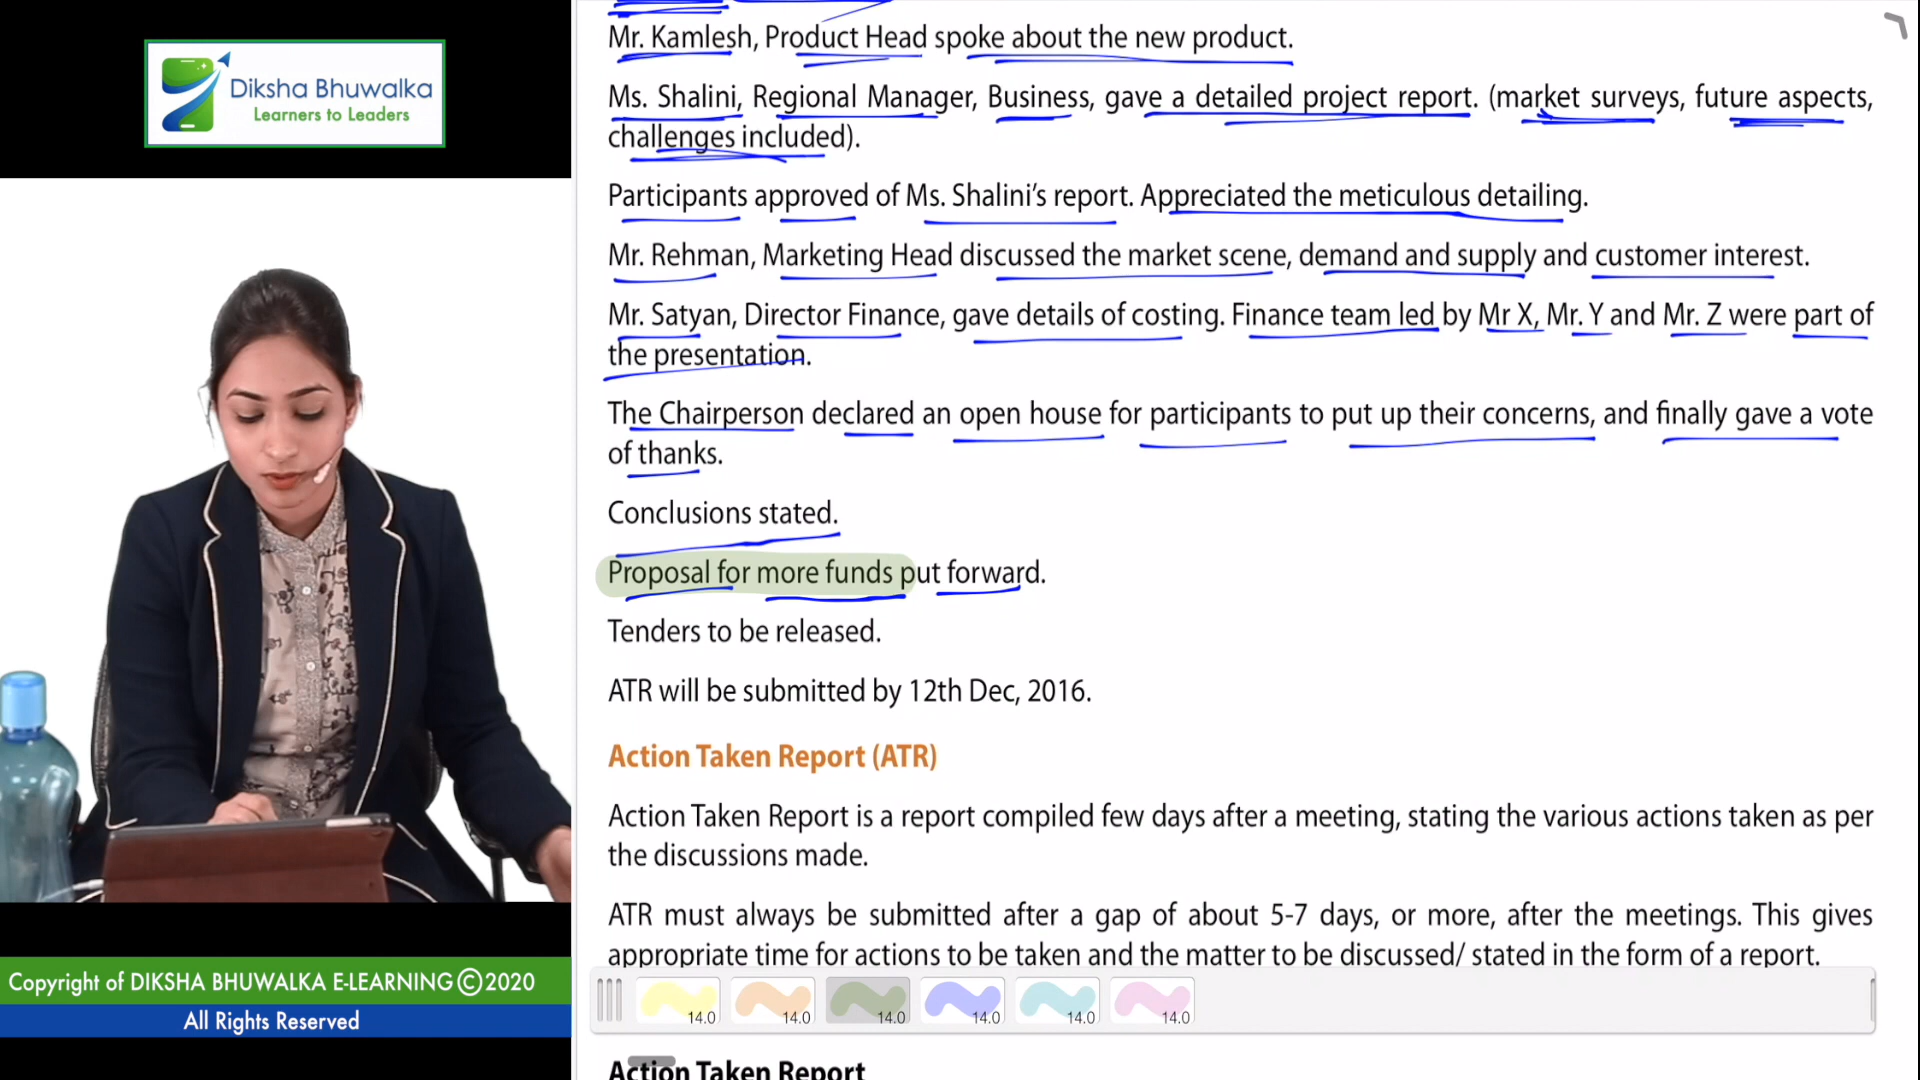 Diksha Bhuwalka
Learners to Leaders
Mr. Kamlesh, Product Head spoke about the new product.
Ms. Shalini, Regional Manager, Business, gave a detailed project report. (market surveys, future aspects,
challenges included).
Participants approved of Ms. Shalini’s report. Appreciated the meticulous detailing.
Mr. Rehman, Marketing Head discussed the market scene, demand and supply and customer interest.
Mr. Satyan, Director Finance, gave details of costing. Finance team led by Mr X, Mr. Y and Mr. Z were part of
the presentation.
The Chairperson declared an open house for participants to put up their concerns, and finally gave a vote
of thanks.
Conclusions stated.
Proposal for more funds put forward.
Tenders to be released.
ATR will be submitted by 12th Dec, 2016.
Action Taken Report (ATR)
Action Taken Report is a report compiled few days after a meeting, stating the various actions taken as per
the discussions made.
ATR must always be submitted after a gap of about 5-7 days, or more, after the meetings. This gives
appropriate time for actions to be taken and the matter to be discussed/ stated in the form of a report.
14.0 14.0 14.0 14.0 14.0 14.0
Action Taken Report
Copyright of DIKSHA BHUWALKA E-LEARNING ©2020
All Rights Reserved